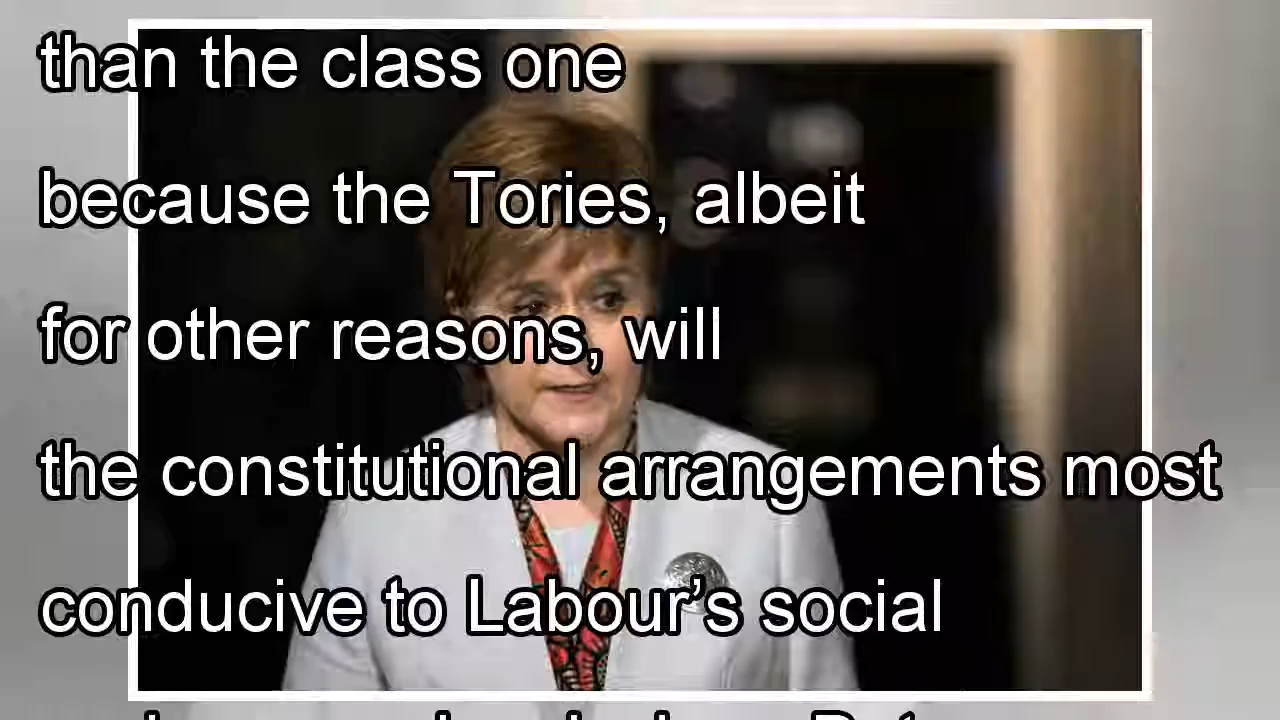 than the class one
because the Tories, albeit
for other reasons, will
the constitutional arrangements most
conducive to Labour’s social